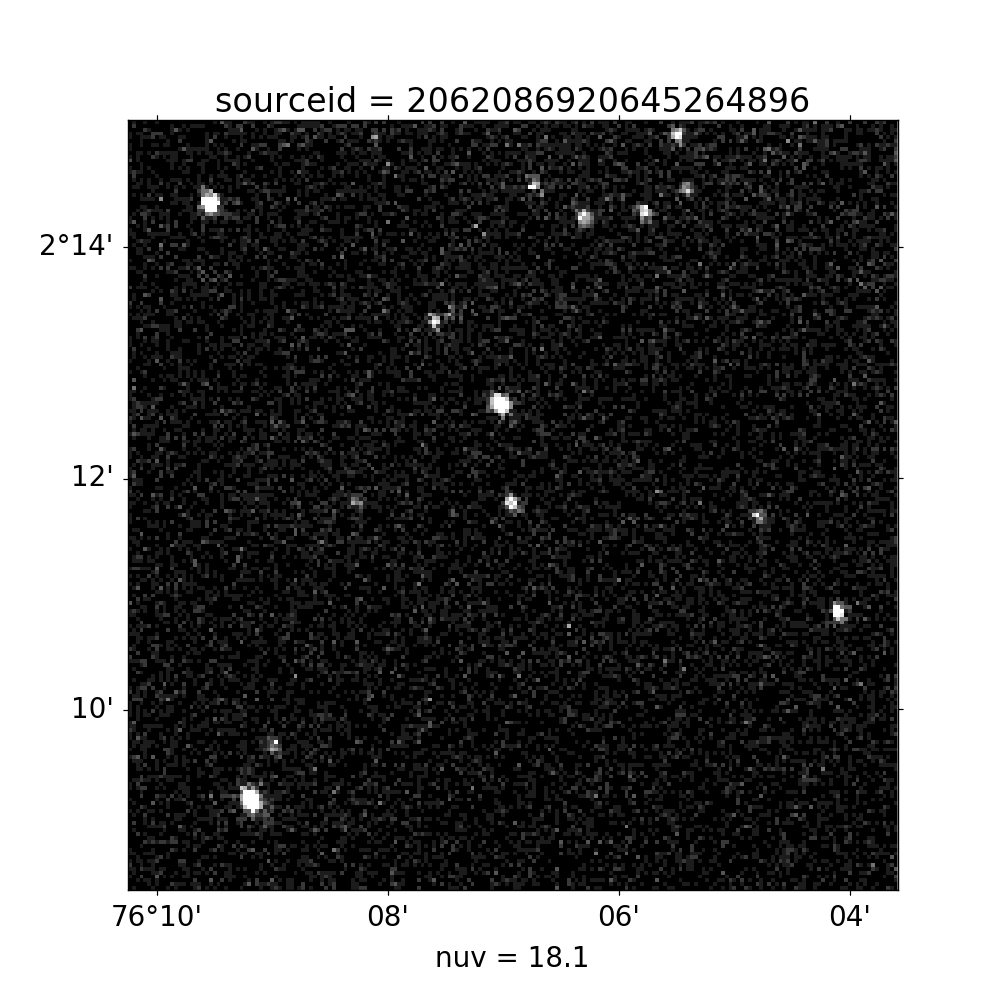 sourceid = 2062086920645264896
2°14'
12'
10'
76°10' 08' 06' 04'
nuv = 18.1